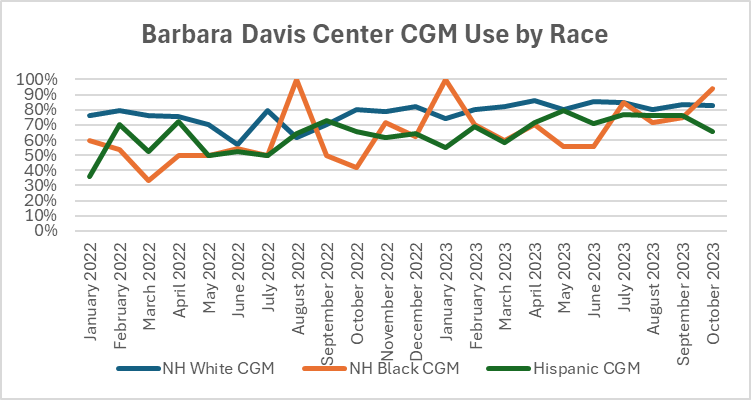 Barbara Davis Center CGM Use by Race
100%
90%
80%
70%
60%
50%
40%
30%
20%
10%
0%
January 2022
February 2022
March 2022
April 2022
May 2022
June 2022
July 2022
August 2022
September 2022
October 2022
November 2022
December 2022
January 2023
February 2023
March 2023
April 2023
May 2023
June 2023
July 2023
August 2023
September 2023
October 2023
NH White CGM
NH Black CGM
Hispanic CGM